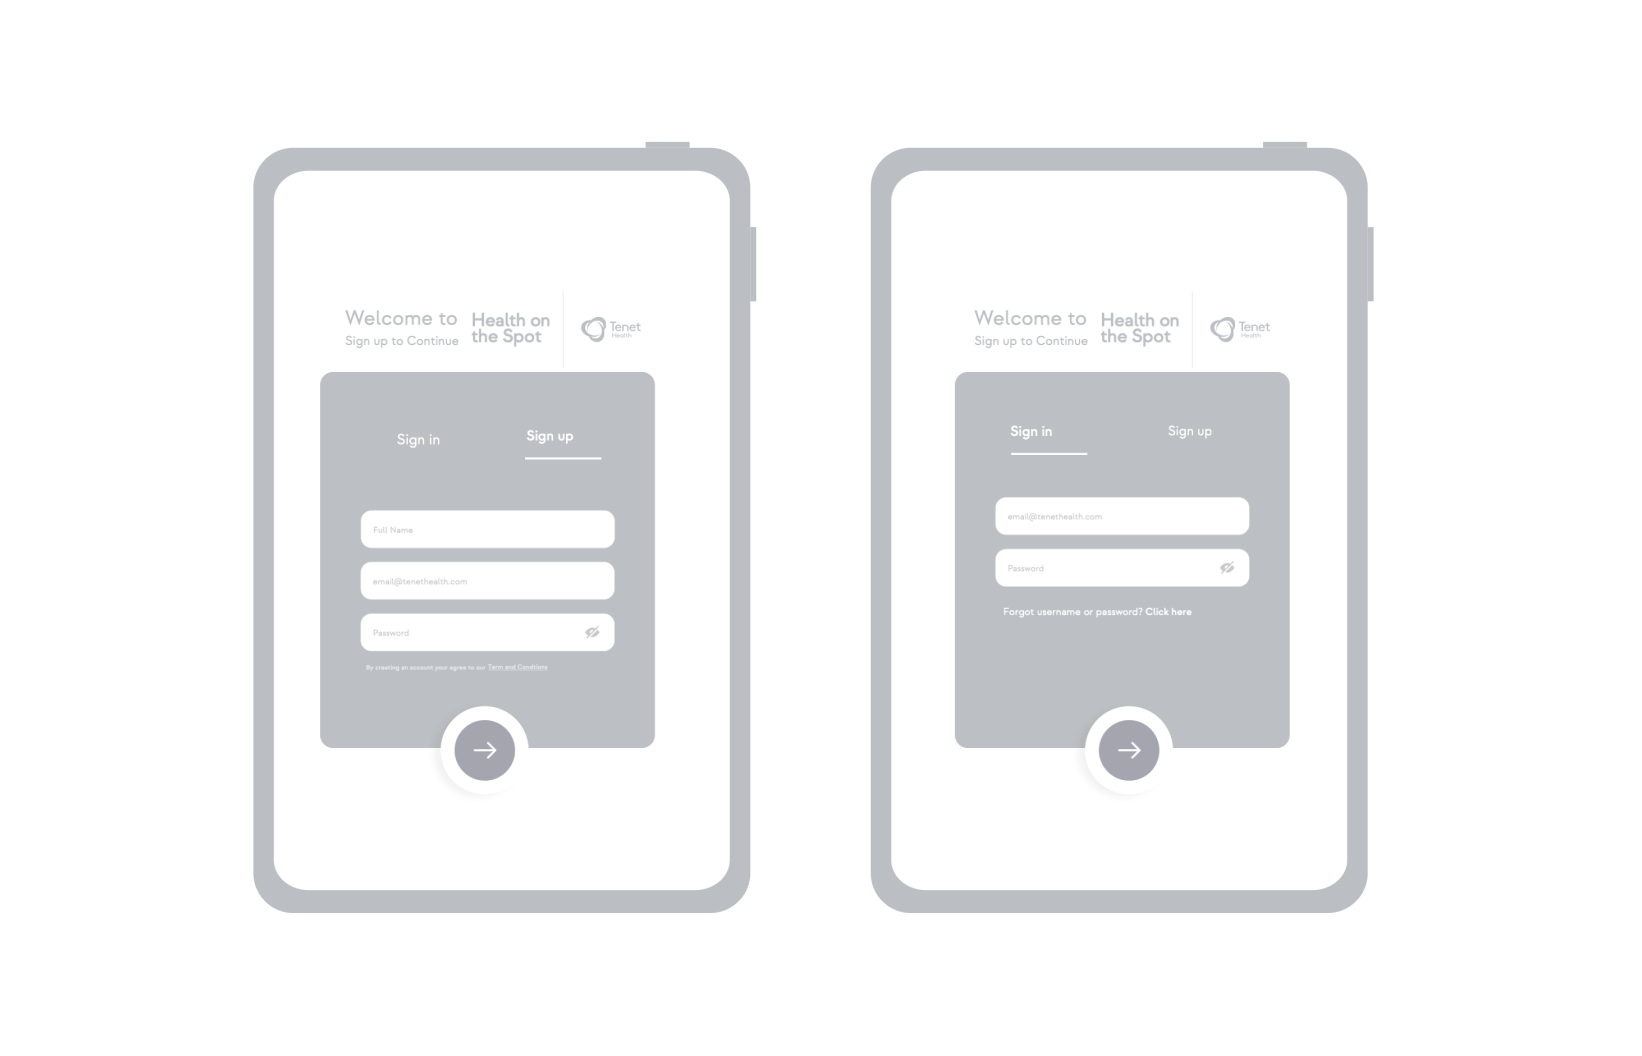 Welcome to
Sign up to Continue
Health on
the Spot
Tenet
Health
Sign in
Sign up
Full Name
email@tenethealth.com
Password
By creating an account your agree to our Term and Condtions
Welcome to
Sign up to Continue
Health on
the Spot
Tenet
Health
Sign in
Sign up
email@tenethealth.com
Password
Forgot username or password? Click here